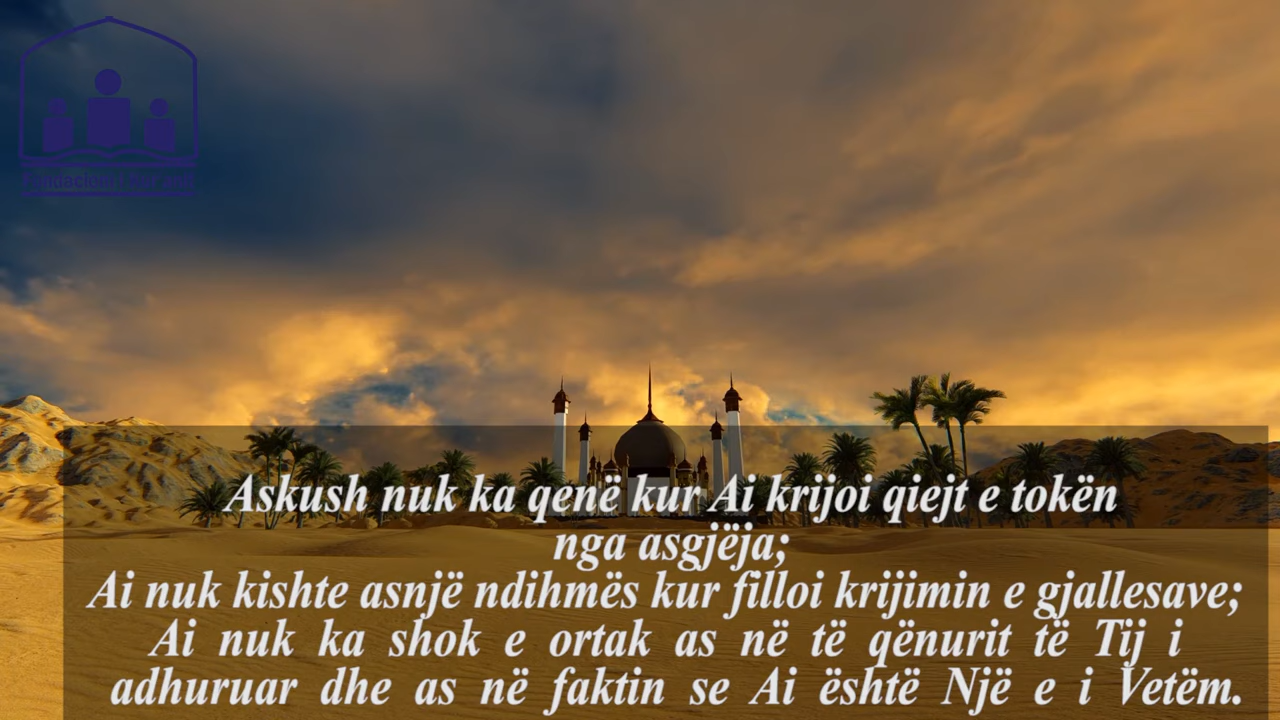 Askush nuk ka qenë kur Ai krijoi qiejt e tokën
nga asgjëja;
Ai nuk kishte asnjë ndihmës kur filloi krijimin e gjallesave;
Ai nuk ka shok e ortak as në të qënurit të Tij i
adhuruar dhe as në faktin se Ai është Një e i Vetëm.